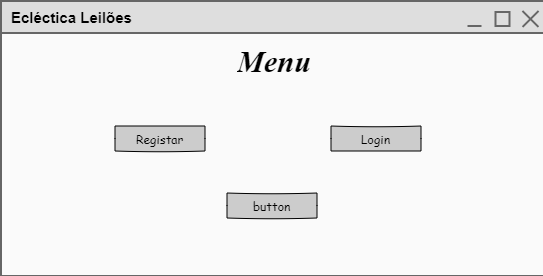 Ecléctica Leilões
Menu
Registar
Login
button